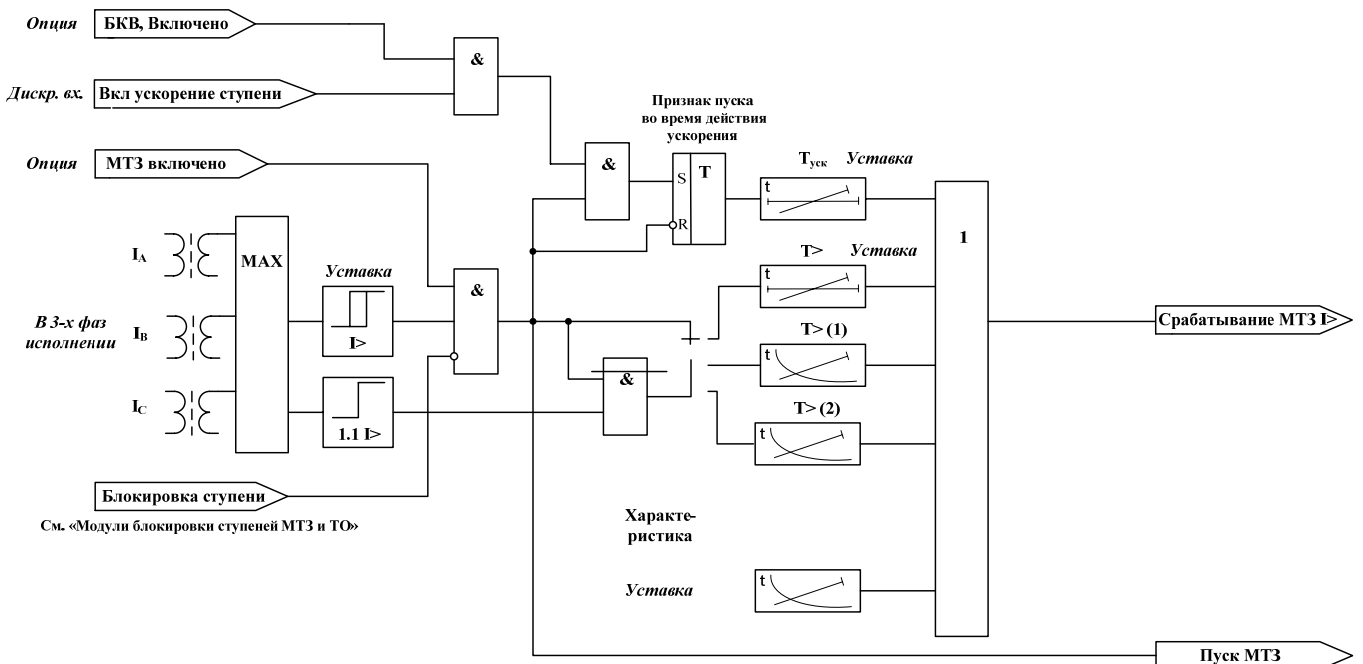 Опция
БКВ, Включено
&
Дискр. вх.
Вкл ускорение ступени
Признак пуска
во время действия
ускорения
Опция
МТЗ включено
&
S
T
R
Tуск
Уставка
t
1
IA
MAX
Уставка
I>
&
T>
Уставка
t
В 3-х фаз
исполнении
IB
Срабатывание МТЗ I>
T> (1)
t
IC
1.1 I>
&
T> (2)
t
Блокировка ступени
См. «Модули блокировки ступеней МТЗ и ТО»
Характе-
ристика
Уставка
t
Пуск МТЗ